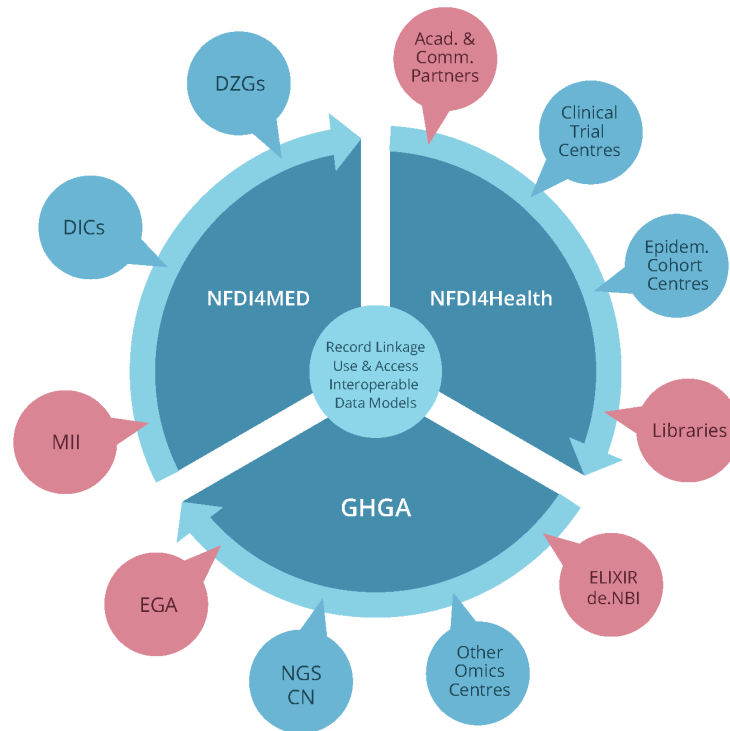 Acad. &
Comm.
Partners
DZGs
Clinical
Trial
Centres
DICs
Epidem.
Cohort
Centres
NFDI4MED
NFDI4Health
Record Linkage
Use & Access
Interoperable
Data Models
MII
Libraries
GHGA
ELIXIR
de.NBI
EGA
NGS
CN
Other
Omics
Centres